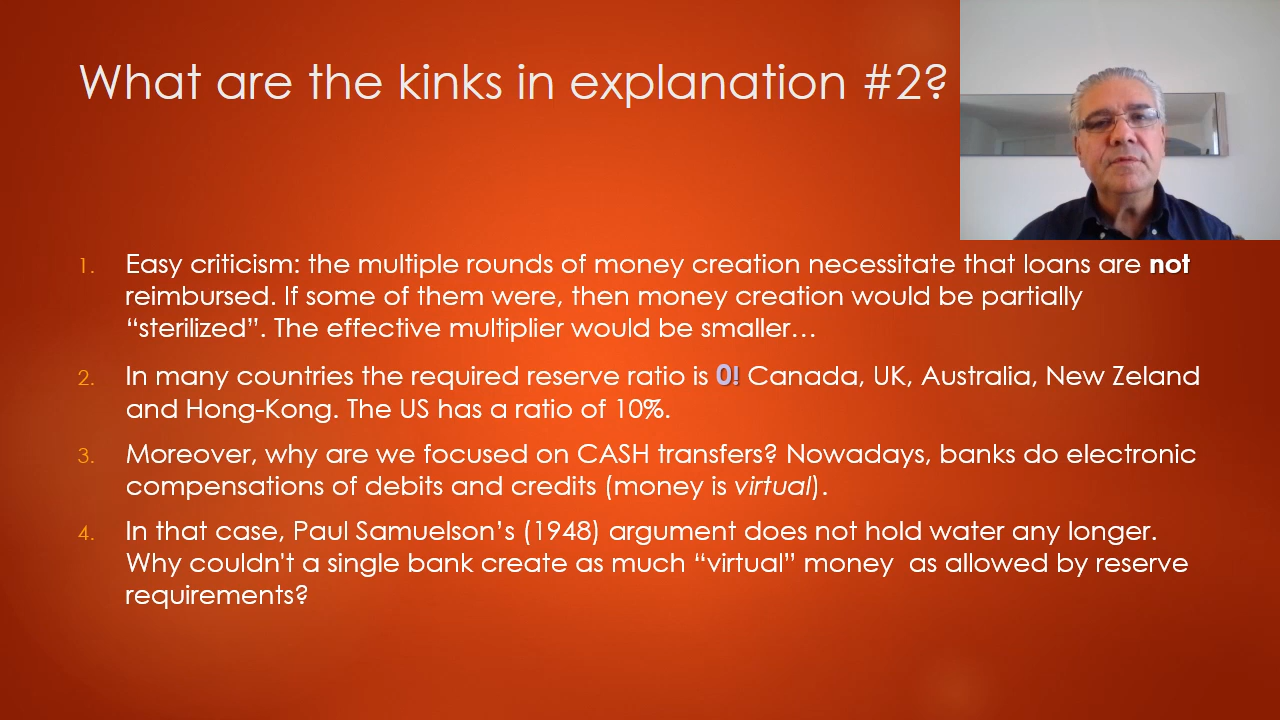 What are the kinks in explanation #2?
1. Easy criticism: the multiple rounds of money creation necessitate that loans are not
reimbursed. If some of them were, then money creation would be partially
“sterilized”. The effective multiplier would be smaller…
2. In many countries the required reserve ratio is 0! Canada, UK, Australia, New Zeland
and Hong-Kong. The US has a ratio of 10%.
3. Moreover, why are we focused on CASH transfers? Nowadays, banks do electronic
compensations of debits and credits (money is virtual).
4. In that case, Paul Samuelson’s (1948) argument does not hold water any longer.
Why couldn't a single bank create as much “virtual” money  as allowed by reserve
requirements?